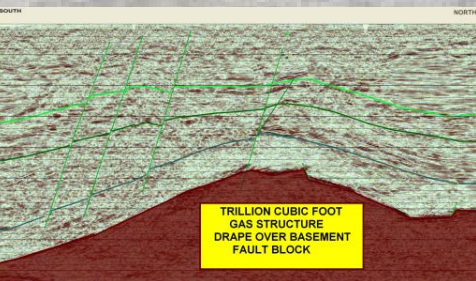 SOUTH
NORTH
TRILLION CUBIC FOOT
GAS STRUCTURE
DRAPE OVER BASEMENT
FAULT BLOCK